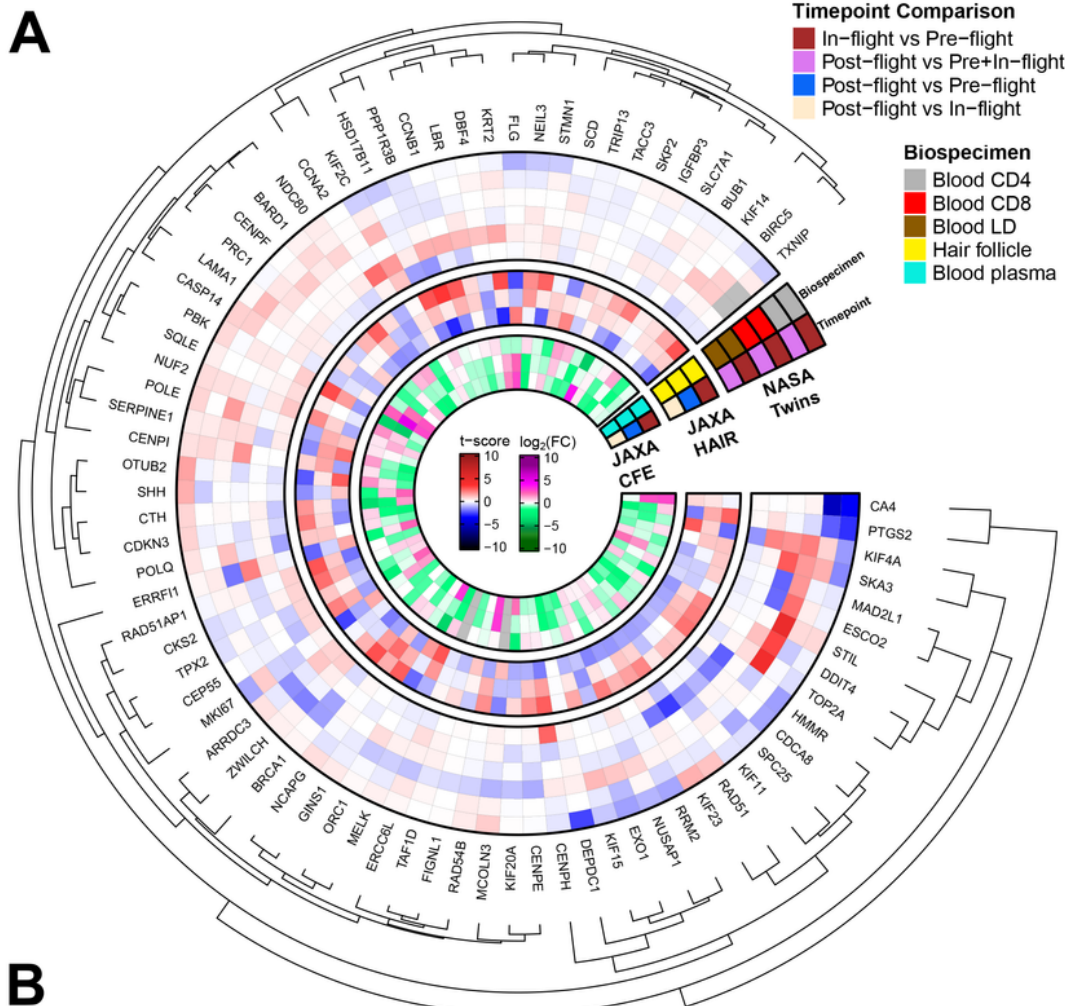 A
Timepoint Comparison
In-flight vs Pre-flight
Post-flight vs Pre+In-flight
Post-flight vs Pre-flight
Post-flight vs In-flight
Biospecimen
Blood CD4
Blood CD8
Blood LD
Hair follicle
Blood plasma
HSD17B11
PPP1R3B
CCNB1
LBR
DBF4
KRT2
FLG
NEIL3
STMN1
SCD
TRIP13
TACC3
SKP2
IGFBP3
SLC7A1
BUB1
KIF14
BIRC5
TXNIP
Biospecimen
Timepoint
NASA
Twins
JAXA
HAIR
JAXA
CFE
t-score
10
5
0
−5
−10
log2(FC)
10
5
0
−5
−10
CA4
PTGS2
KIF4A
SKA3
MAD2L1
ESCO2
STIL
DDIT4
TOP2A
HMMR
CDCA8
SPC25
KIF11
RAD51
KIF23
RRM2
NUSAP1
EXO1
KIF15
DEPDC1
CENPH
CENPE
KIF20A
MCOLN3
RAD54B
FIGNL1
TAF1D
ERCC6L
MELK
ORC1
GINS1
NCAPG
BRCA1
ZWILCH
ARRDC3
MKI67
CEP55
TPX2
CKS2
RAD51AP1
ERRFI1
POLQ
CDKN3
CTH
SHH
OTUB2
CENPI
SERPINE1
POLE
NUF2
SQLE
PBK
CASP14
LAMA1
PRC1
CENPF
BARD1
NDC80
CCNA2
KIF2C
B